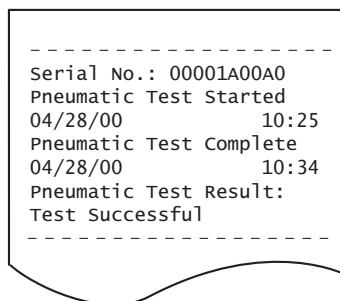 Serial No.: 00001A00A0
Pneumatic Test Started
04/28/00 10:25
Pneumatic Test Complete
04/28/00 10:34
Pneumatic Test Result:
Test Successful